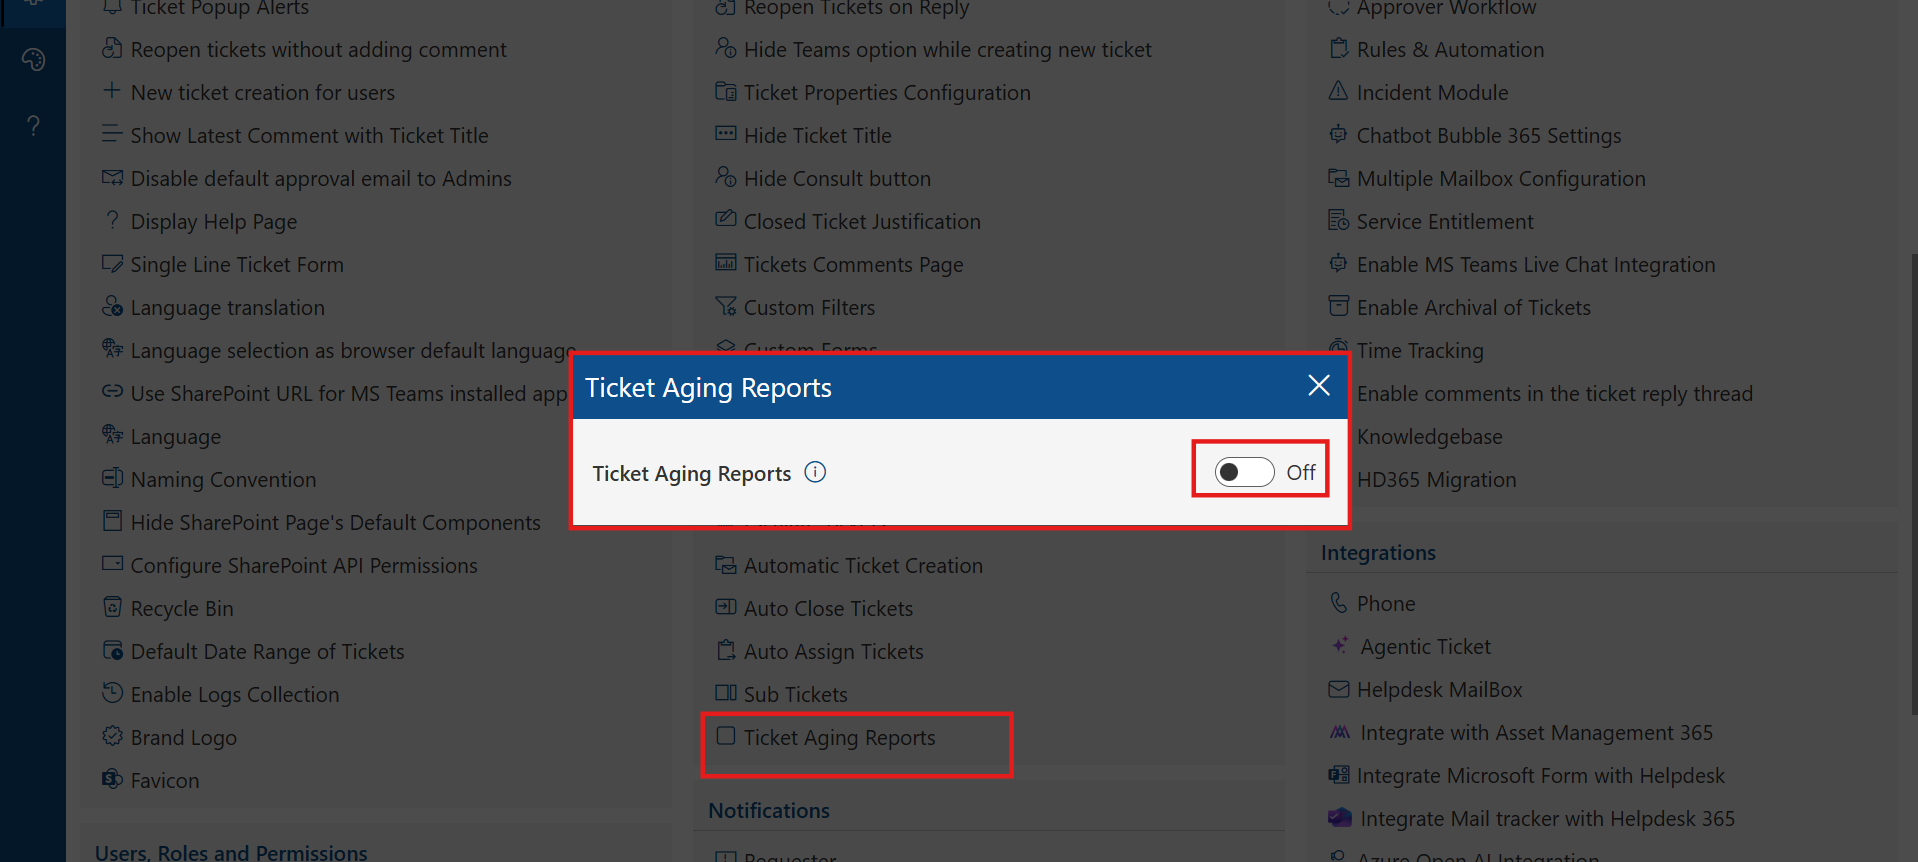 Ticket Popup Alerts
Reopen tickets without adding comment
New ticket creation for users
Show Latest Comment with Ticket Title
Disable default approval email to Admins
Display Help Page
Single Line Ticket Form
Language translation
Language selection as browser default language
Use SharePoint URL for MS Teams installed app
Language
Naming Convention
Hide SharePoint Page's Default Components
Configure SharePoint API Permissions
Recycle Bin
Default Date Range of Tickets
Enable Logs Collection
Brand Logo
Favicon
Users, Roles and Permissions
Reopen Tickets on Reply
Hide Teams option while creating new ticket
Ticket Properties Configuration
Hide Ticket Title
Hide Consult button
Closed Ticket Justification
Tickets Comments Page
Custom Filters
Custom Forms
Ticket Aging Reports
Ticket Aging Reports
Off
Automatic Ticket Creation
Auto Close Tickets
Auto Assign Tickets
Sub Tickets
Ticket Aging Reports
Notifications
Requester
Approver Workflow
Rules & Automation
Incident Module
Chatbot Bubble 365 Settings
Multiple Mailbox Configuration
Service Entitlement
Enable MS Teams Live Chat Integration
Enable Archival of Tickets
Time Tracking
Enable comments in the ticket reply thread
Knowledgebase
HD365 Migration
Integrations
Phone
Agentic Ticket
Helpdesk MailBox
Integrate with Asset Management 365
Integrate Microsoft Form with Helpdesk
Integrate Mail tracker with Helpdesk 365
Azure Open AI Integration